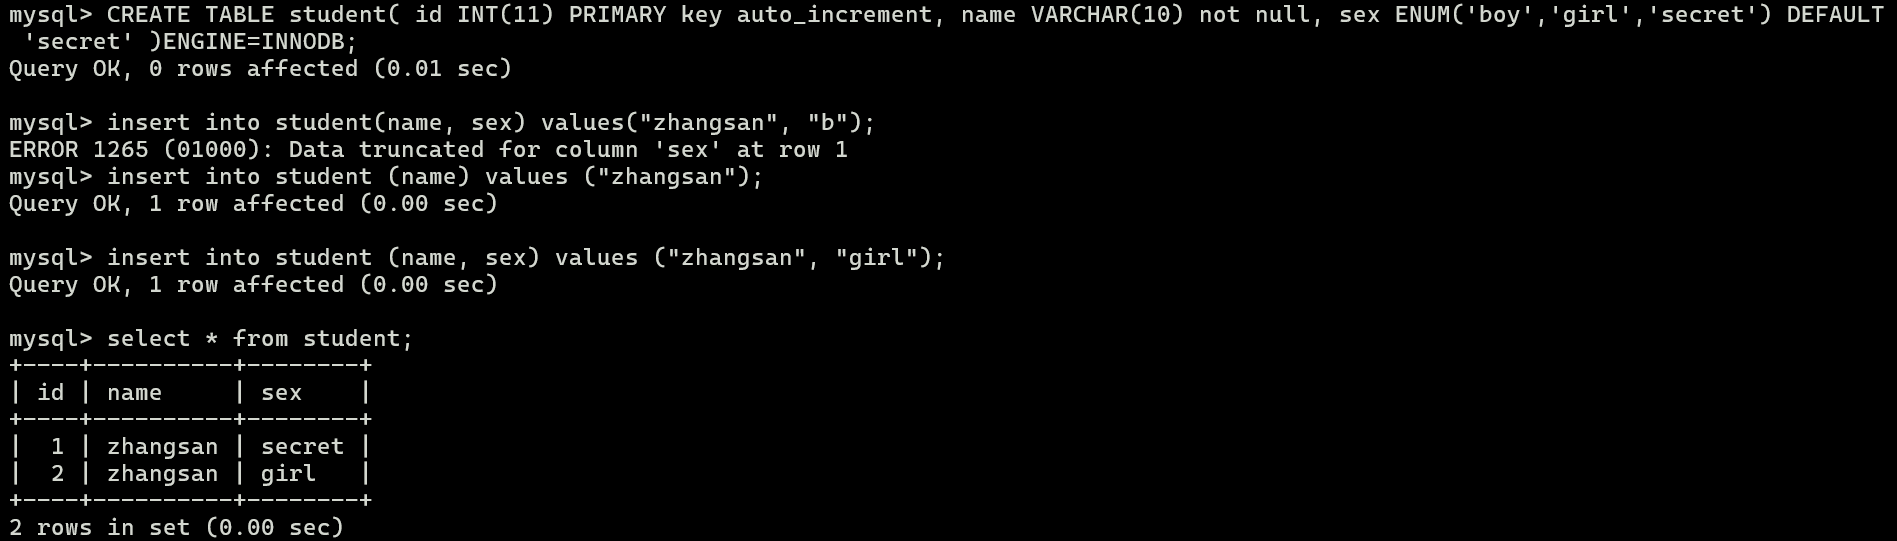 mysql> CREATE TABLE student( id INT(11) PRIMARY key auto_increment, name VARCHAR(10) not null, sex ENUM('boy','girl','secret') DEFAULT
 'secret' )ENGINE=INNODB;
Query OK, 0 rows affected (0.01 sec)

mysql> insert into student(name, sex) values("zhangsan", "b");
ERROR 1265 (01000): Data truncated for column 'sex' at row 1
mysql> insert into student (name) values ("zhangsan");
Query OK, 1 row affected (0.00 sec)

mysql> insert into student (name, sex) values ("zhangsan", "girl");
Query OK, 1 row affected (0.00 sec)

mysql> select * from student;
+----+----------+--------+
| id | name     | sex    |
+----+----------+--------+
|  1 | zhangsan | secret |
|  2 | zhangsan | girl   |
+----+----------+--------+
2 rows in set (0.00 sec)